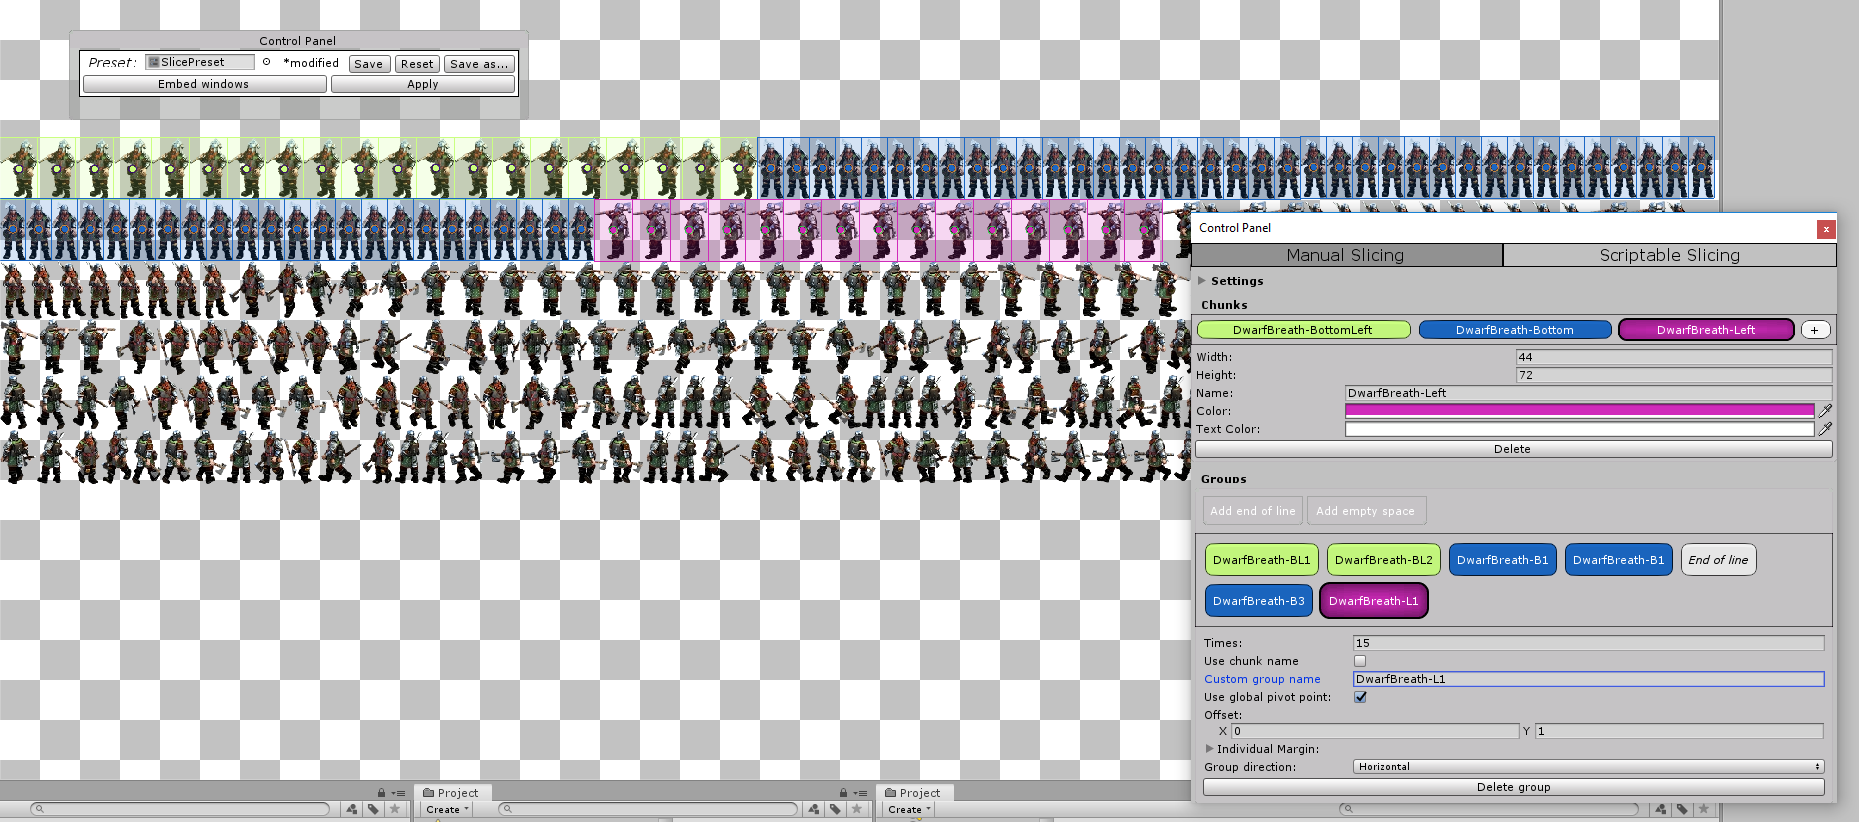 Control Panel
Preset: SlicePreset *modified Save Reset Save as...
Embed windows Apply
Control Panel x
Manual Slicing Scriptable Slicing
Settings
Chunks
DwarfBreath-BottomLeft DwarfBreath-Bottom DwarfBreath-Left +
Width: 44
Height: 72
Name: DwarfBreath-Left
Color:
Text Color:
Delete
Groups
Add end of line Add empty space
DwarfBreath-BL1 DwarfBreath-BL2 DwarfBreath-B1 DwarfBreath-B1 End of line
DwarfBreath-B3 DwarfBreath-L1
Times: 15
Use chunk name
Custom group name DwarfBreath-L1
Use global pivot point:
Offset:
X 0 Y 1
Individual Margin:
Group direction: Horizontal
Delete group
Project Project
Create Create